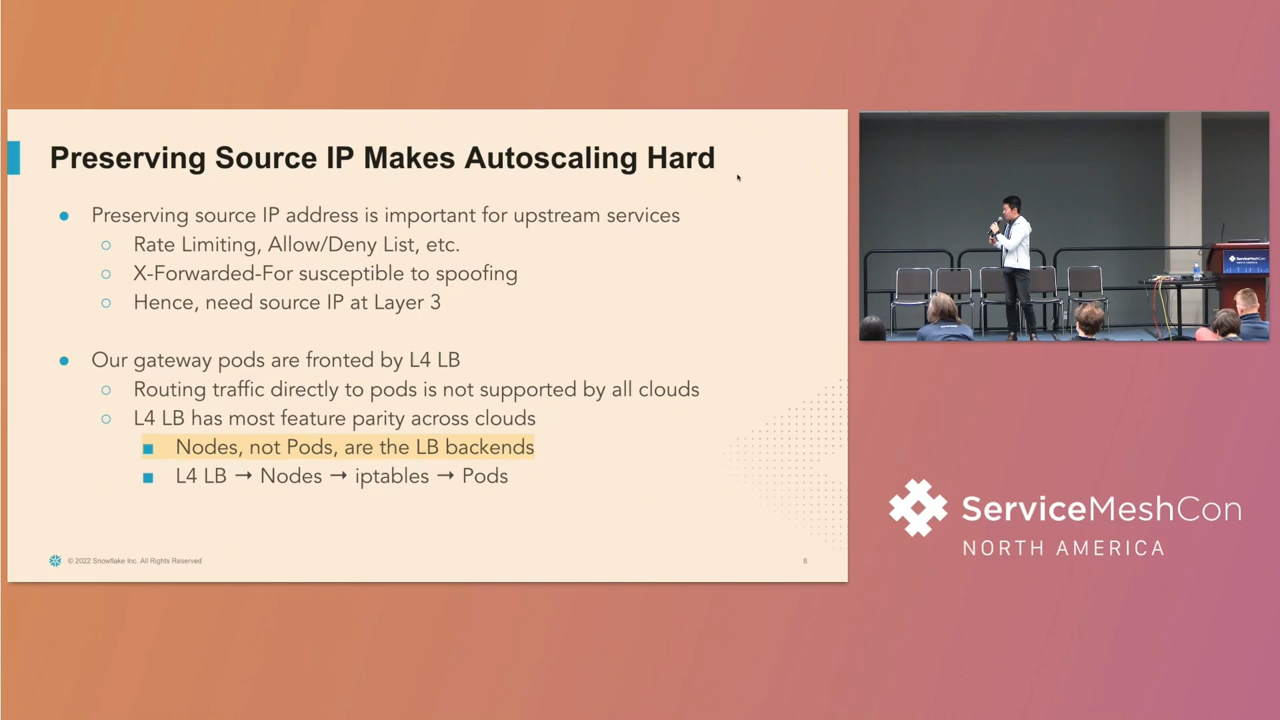 Preserving Source IP Makes Autoscaling Hard
Preserving source IP address is important for upstream services
Rate Limiting, Allow/Deny List, etc.
X-Forwarded-For susceptible to spoofing
Hence, need source IP at Layer 3
Our gateway pods are fronted by L4 LB
Routing traffic directly to pods is not supported by all clouds
L4 LB has most feature parity across clouds
Nodes, not Pods, are the LB backends
L4 LB → Nodes → iptables → Pods
© 2022 Snowflake Inc. All Rights Reserved
8
ServiceMeshCon
ServiceMeshCon
NORTH AMERICA